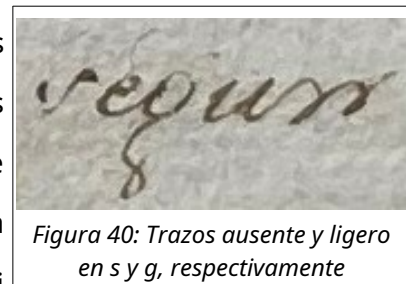 s
s
e
segun
n
Figura 40: Trazos ausente y ligero
en s y g, respectivamente
i